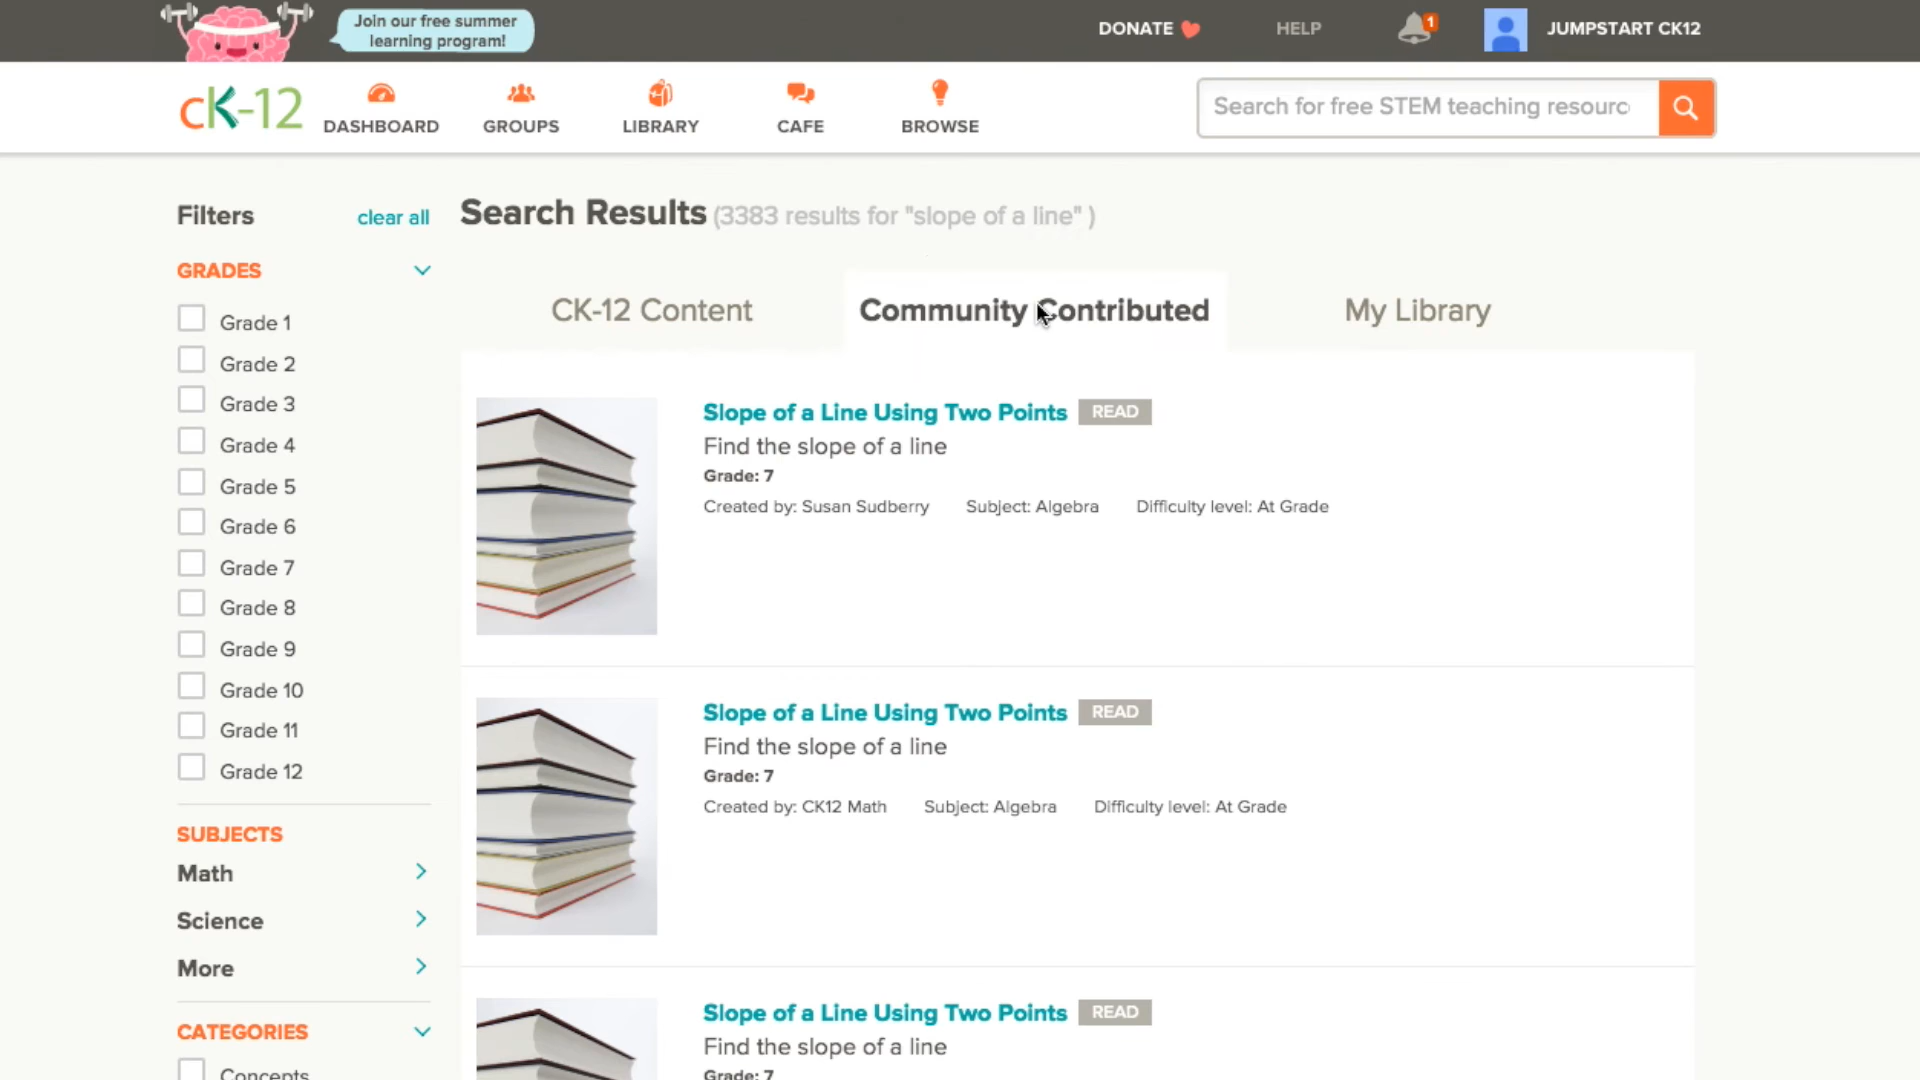 Join our free summer
learning program!
DONATE
HELP
1
JUMPSTART CK12
cK-12
DASHBOARD
GROUPS
LIBRARY
CAFE
BROWSE
Search for free STEM teaching resourc
Filters
clear all
GRADES
Grade 1
Grade 2
Grade 3
Grade 4
Grade 5
Grade 6
Grade 7
Grade 8
Grade 9
Grade 10
Grade 11
Grade 12
SUBJECTS
Math
Science
More
CATEGORIES
Concepts
Search Results (3383 results for "slope of a line" )
CK-12 Content
Community Contributed
My Library
Slope of a Line Using Two Points READ
Find the slope of a line
Grade: 7
Created by: Susan Sudberry Subject: Algebra Difficulty level: At Grade
Slope of a Line Using Two Points READ
Find the slope of a line
Grade: 7
Created by: CK12 Math Subject: Algebra Difficulty level: At Grade
Slope of a Line Using Two Points READ
Find the slope of a line
Grade: 7